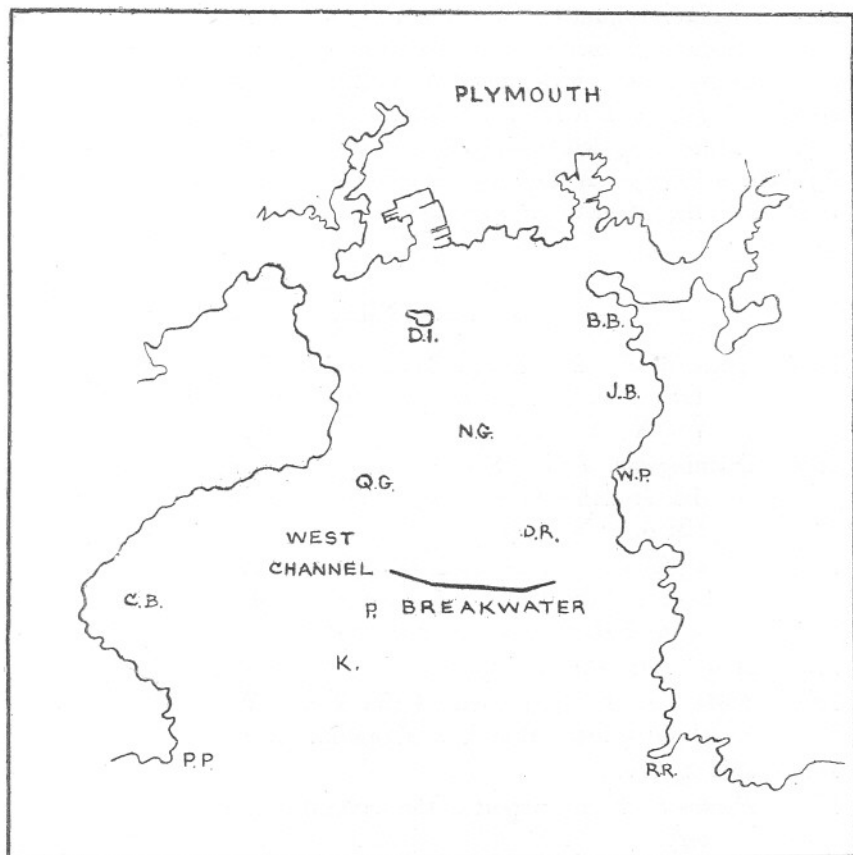 PLYMOUTH
D.I.
B.B.
J.B.
N.G.
W.P.
Q.G.
D.R.
WEST
CHANNEL
C.B.
P. BREAKWATER
K.
P.P.
R.R.